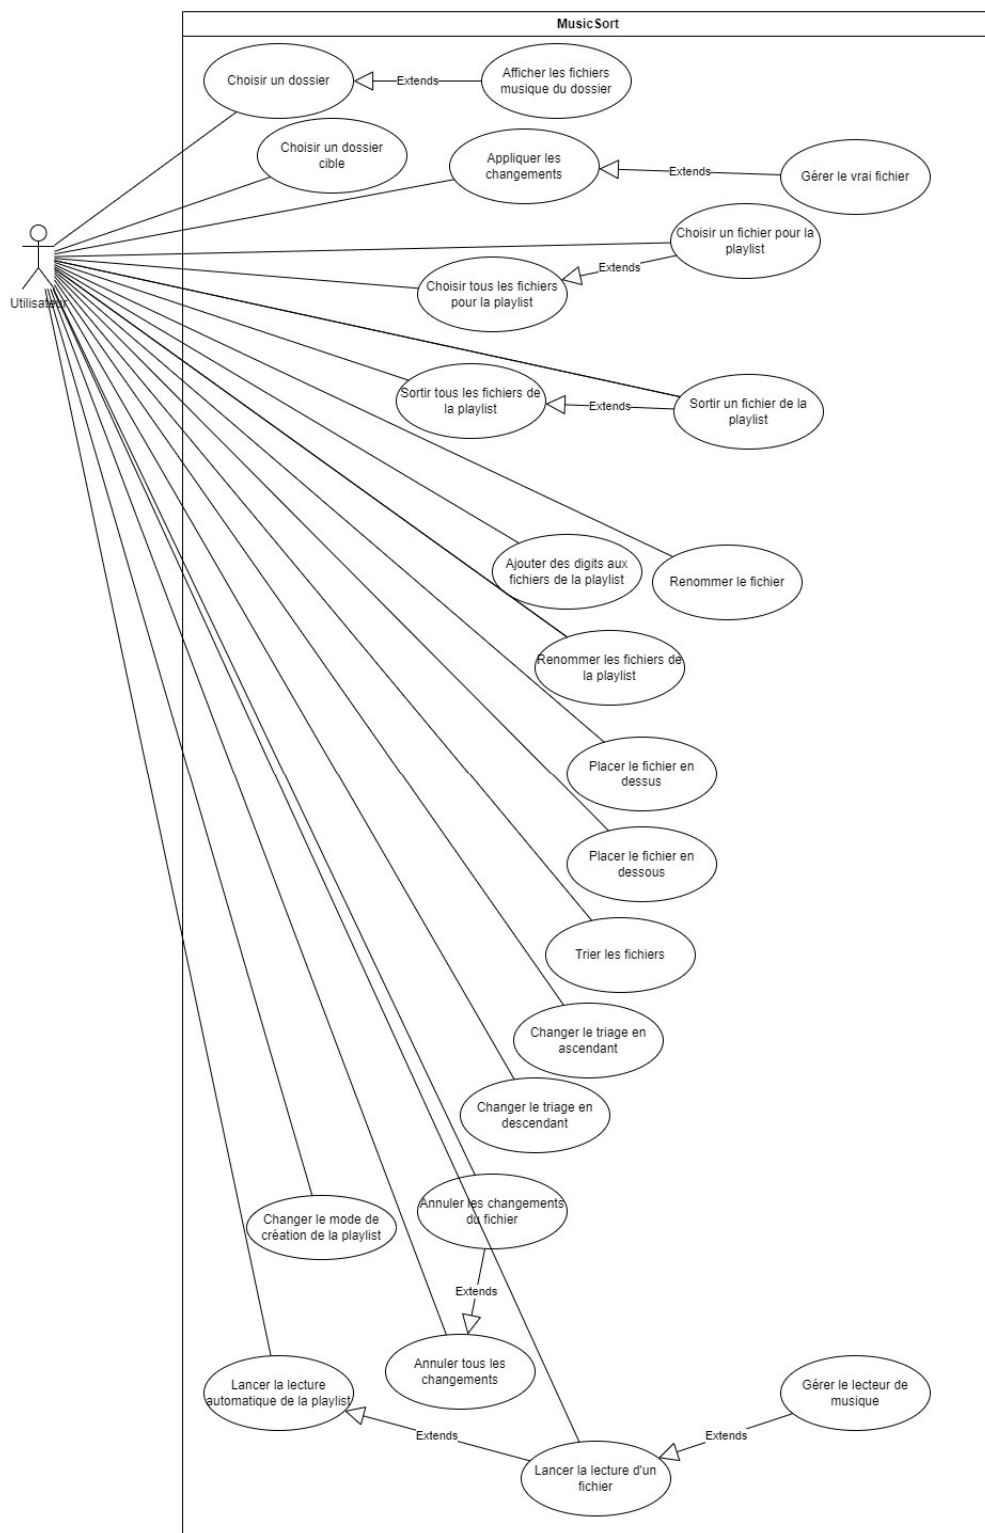 MusicSort
Choisir un dossier
Extends
Afficher les fichiers
musique du dossier
Choisir un dossier
cible
Appliquer les
changements
Extends
Gérer le vrai fichier
Utilisateur
Choisir un fichier pour la
playlist
Extends
Choisir tous les fichiers
pour la playlist
Sortir tous les fichiers de
la playlist
Extends
Sortir un fichier de la
playlist
Ajouter des digits aux
fichiers de la playlist
Renommer le fichier
Renommer les fichiers de
la playlist
Placer le fichier en
dessus
Placer le fichier en
dessous
Trier les fichiers
Changer le triage en
ascendant
Changer le triage en
descendant
Annuler les changements
du fichier
Changer le mode de
création de la playlist
Extends
Annuler tous les
changements
Lancer la lecture
automatique de la playlist
Gérer le lecteur de
musique
Extends
Extends
Lancer la lecture d'un
fichier